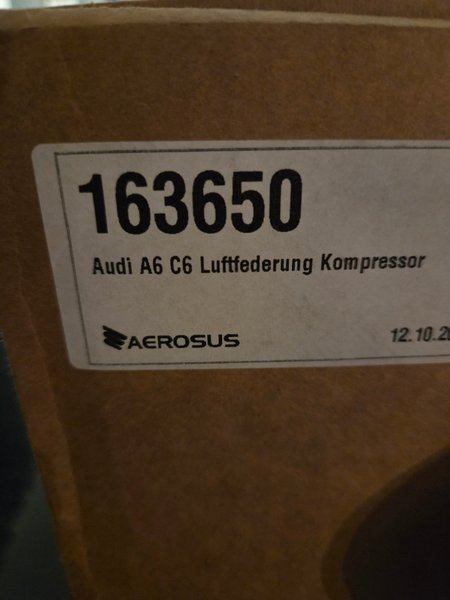 163650
Audi A6 C6 Luftfederung Kompressor
AEROSUS
12.10.20